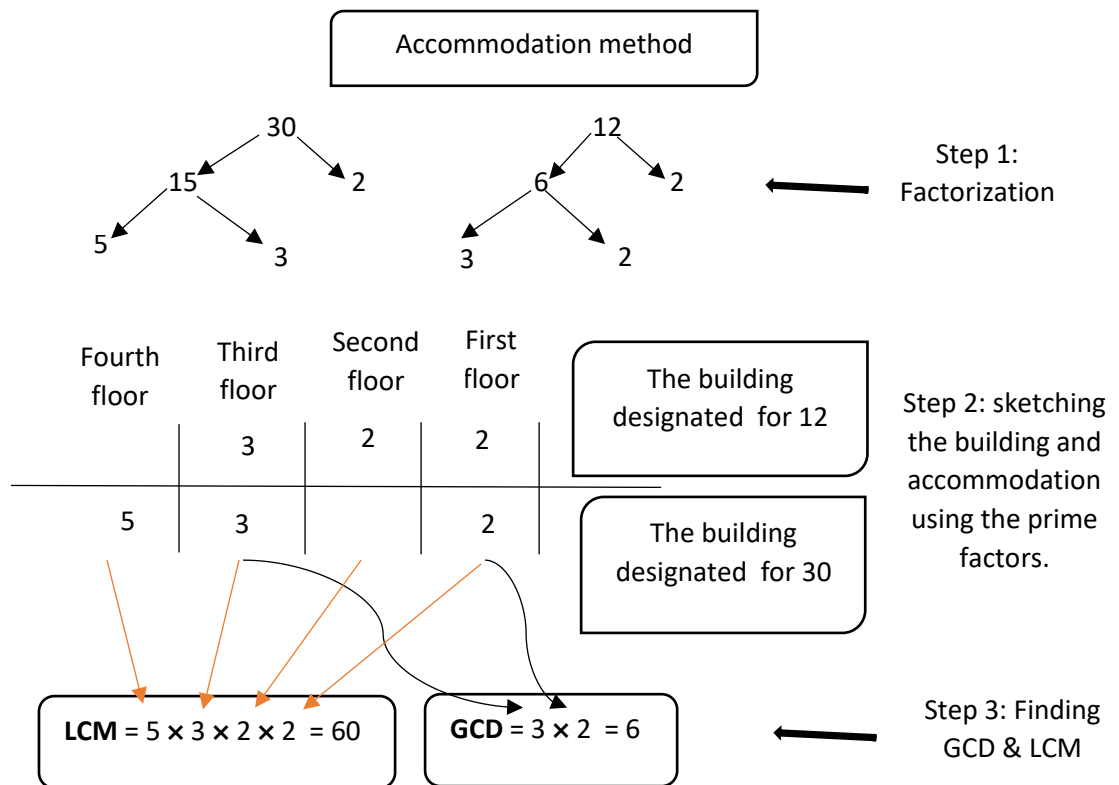 Accommodation method
30
12
15
2
6
2
Step 1:
Factorization
5
3
3
2
Fourth
floor
Third
floor
Second
floor
First
floor
The building
designated for 12
3
2
2
5
3
2
The building
designated for 30
Step 2: sketching
the building and
accommodation
using the prime
factors.
LCM = 5 × 3 × 2 × 2 = 60
GCD = 3 × 2 = 6
Step 3: Finding
GCD & LCM